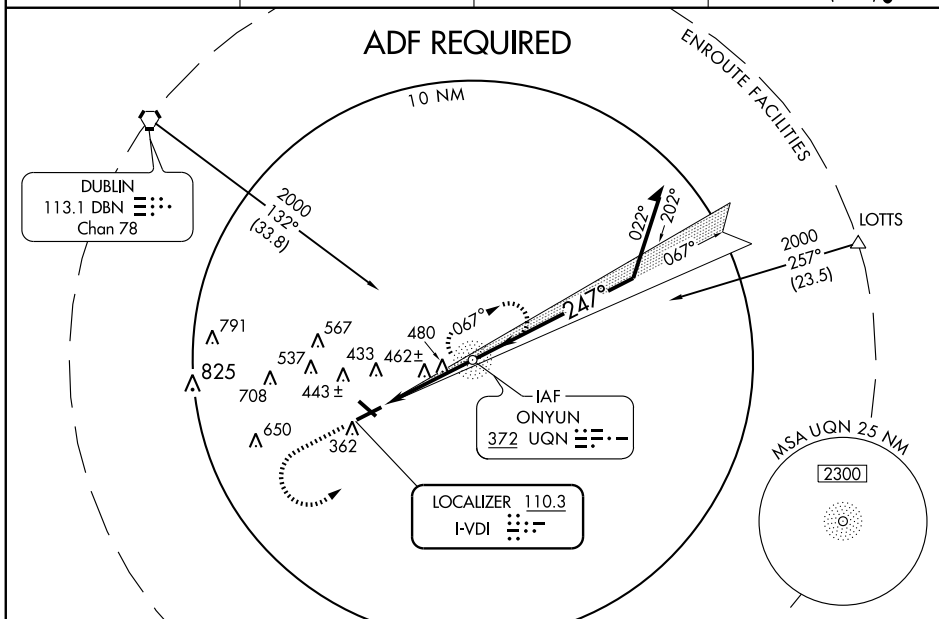 ADF REQUIRED
ENROUTE FACILITIES
10 NM
DUBLIN
113.1 DBN
Chan 78
2000
132°
(33.8)
022°
202°
067°
LOTTS
2000
257°
(23.5)
247°
067°
791
567
480
825
537
433
462±
708
443±
650
362
IAF
ONYUN
372 UQN
LOCALIZER 110.3
I-VDI
MSA UQN 25 NM
2300